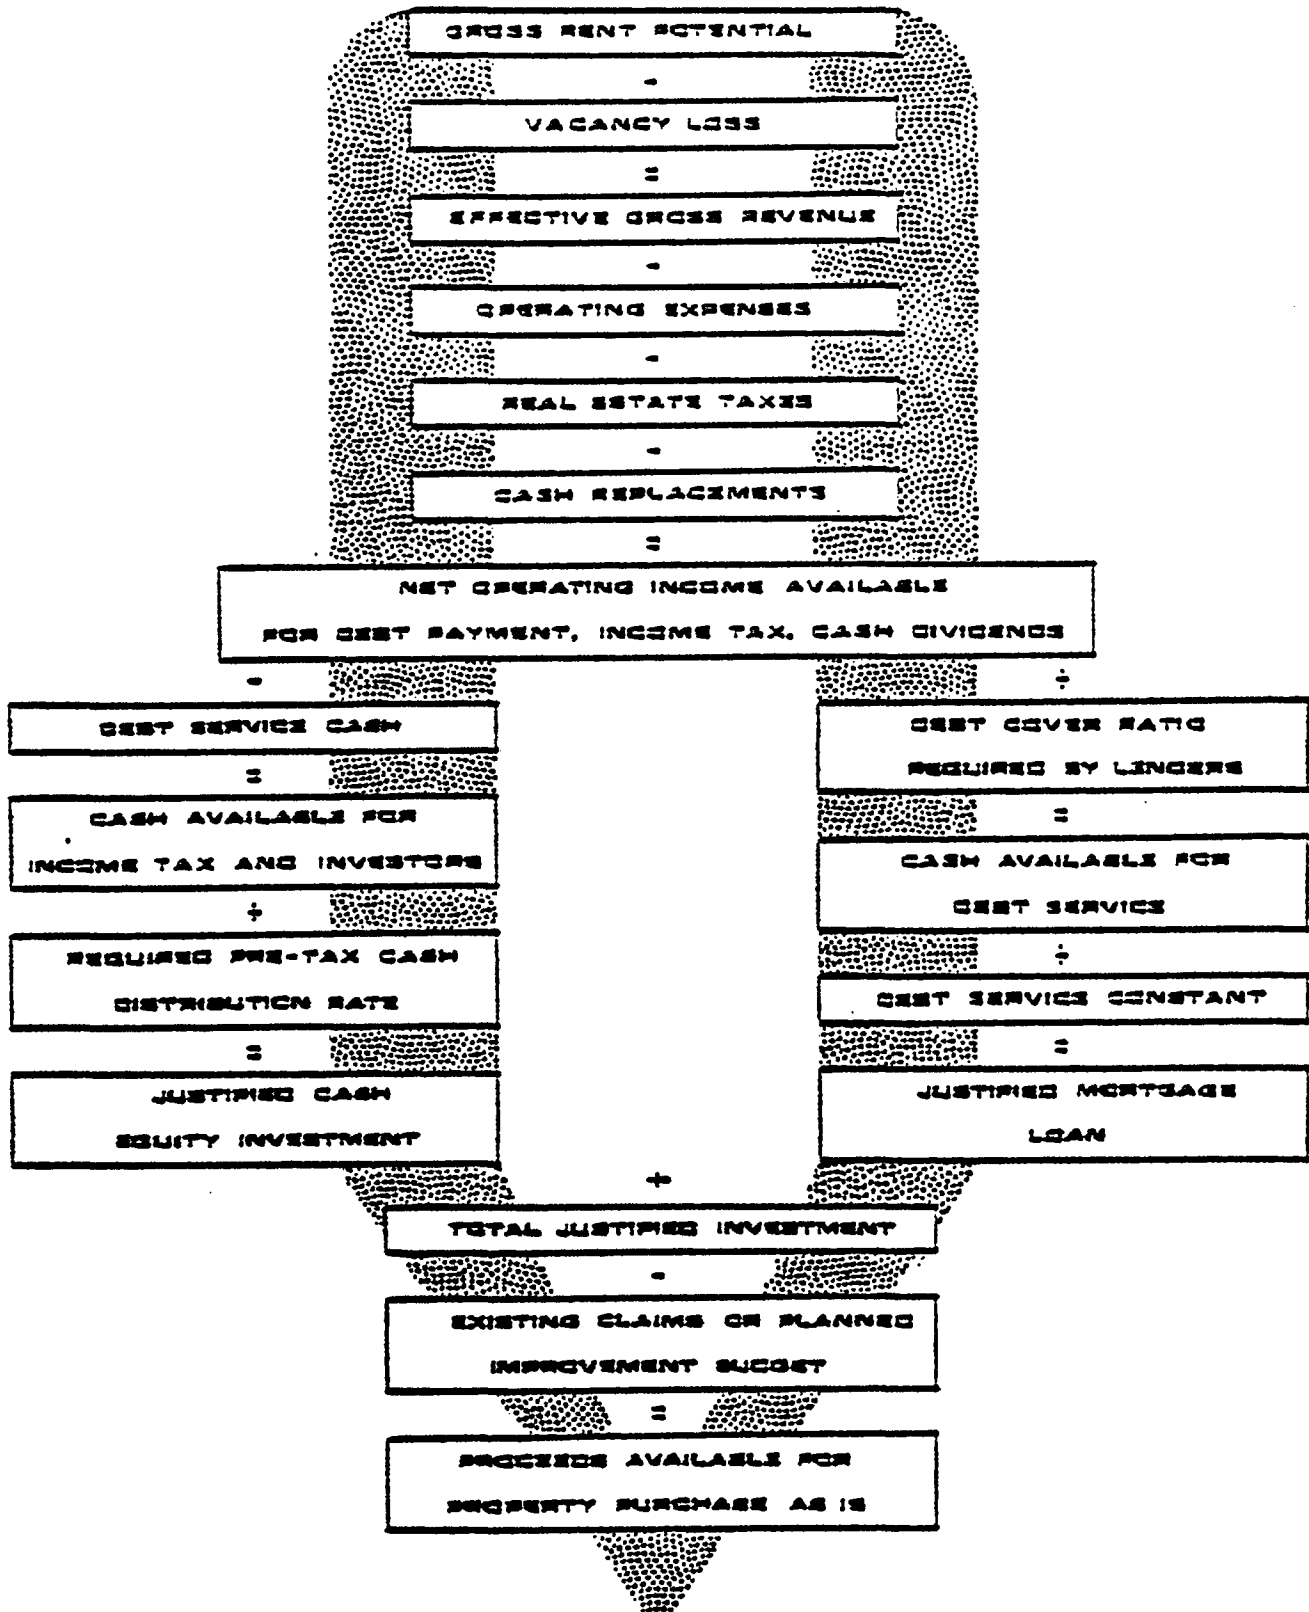 GROSS RENT POTENTIAL
-
VACANCY LOSS
=
EFFECTIVE GROSS REVENUE
-
OPERATING EXPENSES
-
REAL ESTATE TAXES
-
CASH REPLACEMENTS
=
NET OPERATING INCOME AVAILABLE
FOR DEBT PAYMENT, INCOME TAX, CASH DIVIDENDS
-
DEBT SERVICE CASH
=
CASH AVAILABLE FOR
INCOME TAX AND INVESTORS
÷
REQUIRED PRE-TAX CASH
DISTRIBUTION RATE
=
JUSTIFIED CASH
EQUITY INVESTMENT
÷
DEBT COVER RATIO
REQUIRED BY LINDERS
=
CASH AVAILABLE FOR
DEBT SERVICE
÷
DEBT SERVICE CONSTANT
=
JUSTIFIED MORTGAGE
LOAN
+
TOTAL JUSTIFIED INVESTMENT
-
EXISTING CLAIMS OR PLANNED
IMPROVEMENT BUDGET
=
PROCEEDS AVAILABLE FOR
PROPERTY PURCHASE AS IS